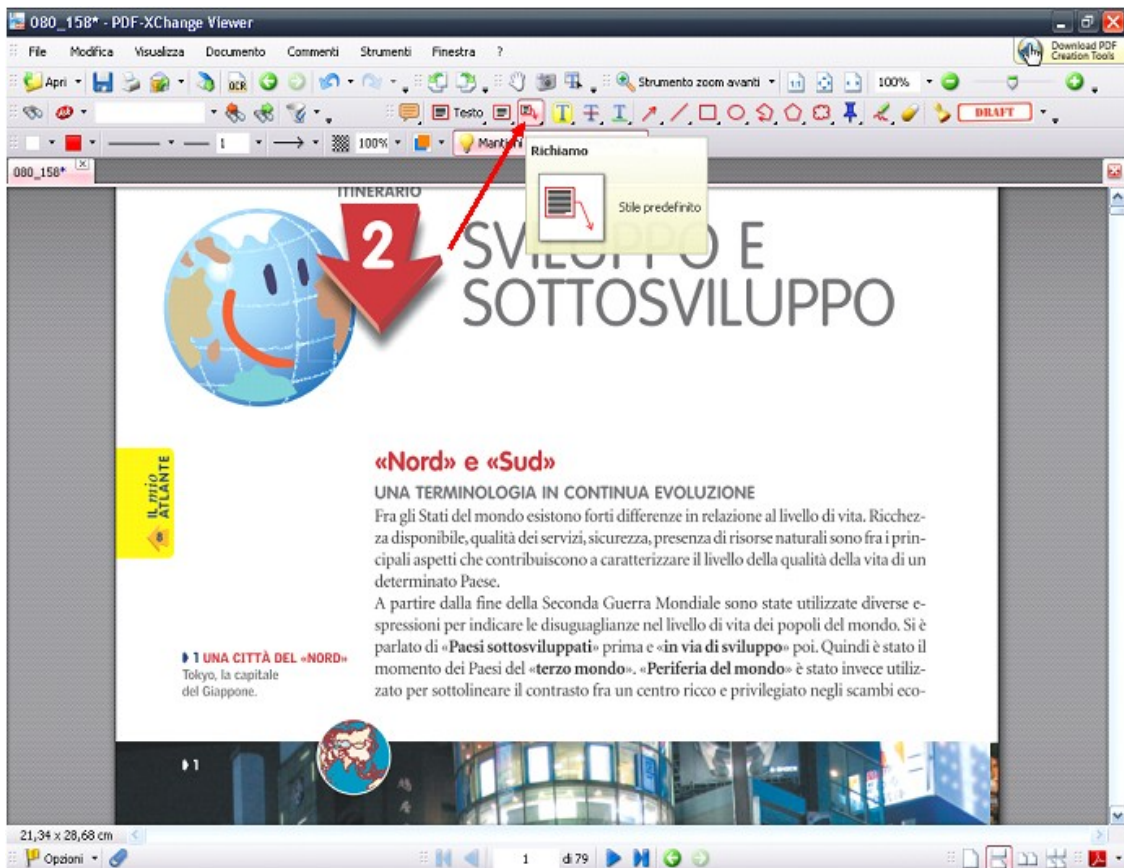 080_158* - PDF-XChange Viewer
File Modifica Visualizza Documento Commenti Strumenti Finestra ?
Download PDF
Creation Tools
Apri
OCR
Strumento zoom avanti
1:1
100%
Testo
T T T
DRAFT
1
100%
080_158*
Richiamo
Stile predefinito
ITINERARIO
2
SVILUPPO E
SOTTOSVILUPPO
IL mio
ATLANTE
8
«Nord» e «Sud»
UNA TERMINOLOGIA IN CONTINUA EVOLUZIONE
Fra gli Stati del mondo esistono forti differenze in relazione al livello di vita. Ricchez-
za disponibile, qualità dei servizi, sicurezza, presenza di risorse naturali sono fra i prin-
cipali aspetti che contribuiscono a caratterizzare il livello della qualità della vita di un
determinato Paese.
A partire dalla fine della Seconda Guerra Mondiale sono state utilizzate diverse e-
spressioni per indicare le disuguaglianze nel livello di vita dei popoli del mondo. Si è
parlato di «Paesi sottosviluppati» prima e «in via di sviluppo» poi. Quindi è stato il
momento dei Paesi del «terzo mondo». «Periferia del mondo» è stato invece utiliz-
zato per sottolineare il contrasto fra un centro ricco e privilegiato negli scambi eco-
1 UNA CITTÀ DEL «NORD»
Tokyo, la capitale
del Giappone.
1
21,34 x 28,68 cm
Opzioni
1 di 79